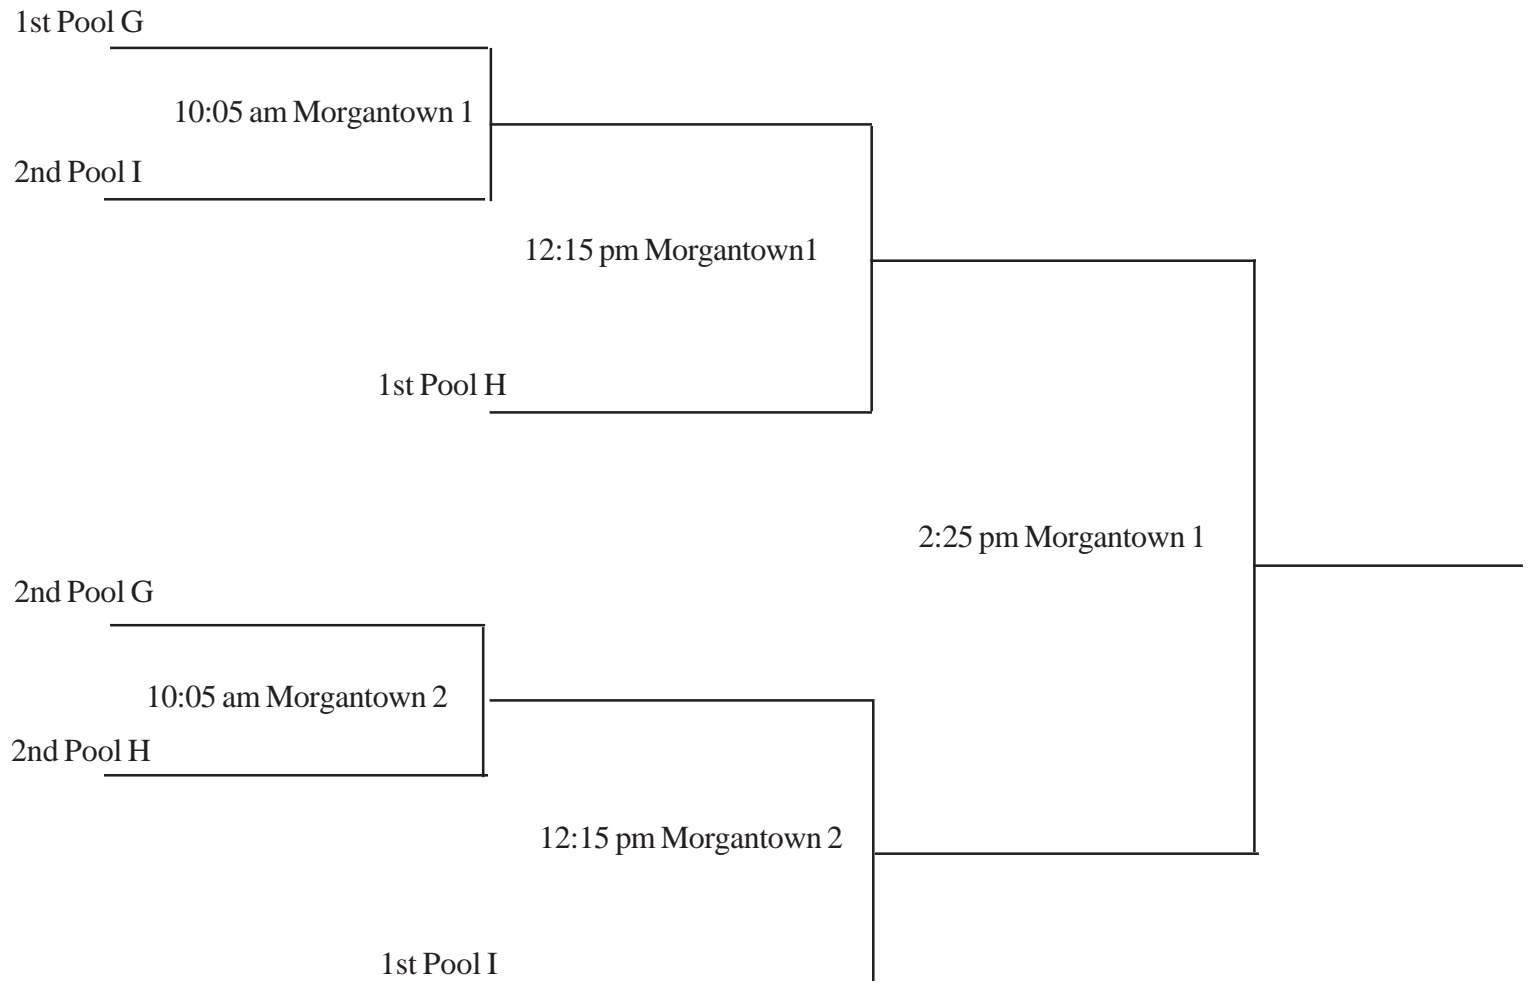 1st Pool G
10:05 am Morgantown 1
2nd Pool I
12:15 pm Morgantown1
1st Pool H
2:25 pm Morgantown 1
2nd Pool G
10:05 am Morgantown 2
2nd Pool H
12:15 pm Morgantown 2
1st Pool I